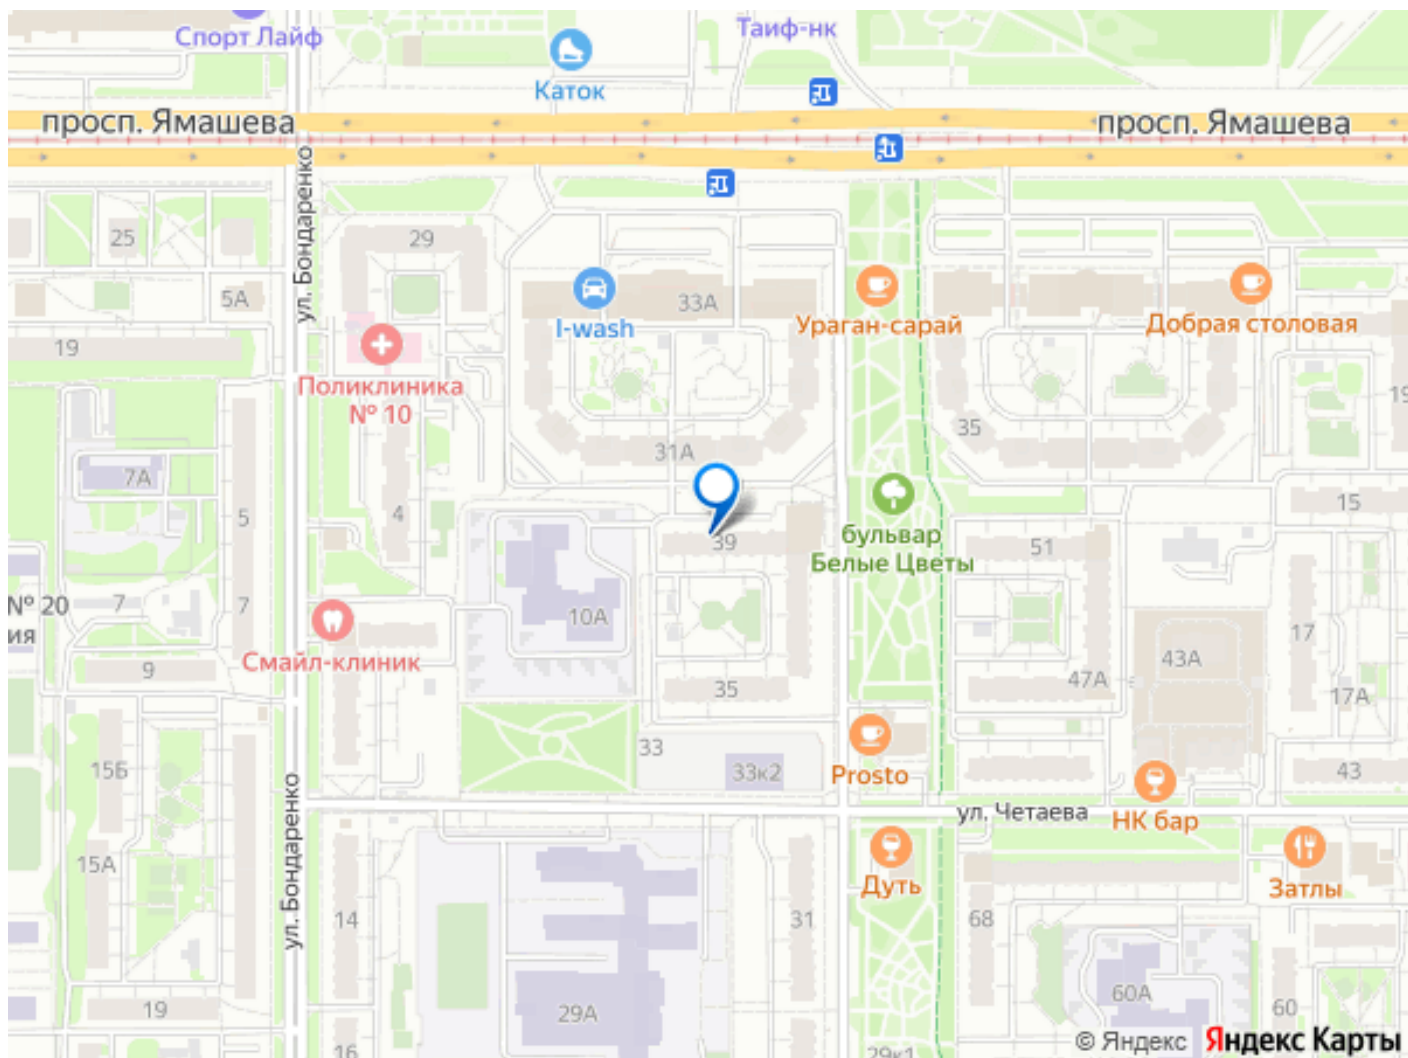 Спорт Лайф
Таиф-нк
Каток
просп. Ямашева
просп. Ямашева
ул. Бондаренко
25
29
5А
33А
I-wash
Ураган-сарай
Добрая столовая
19
Поликлиника
№ 10
19
35
31А
7А
4
5
15
39
51
бульвар
Белые Цветы
№ 20
ия
7
7
10А
17
Смайл-клиник
9
43А
47А
35
17А
33
15Б
33к2
Prosto
43
ул. Бондаренко
ул. Четаева
НК бар
15А
Дуть
Затлы
14
31
68
19
29А
60А
60
16
29к1
© Яндекс Яндекс Карты